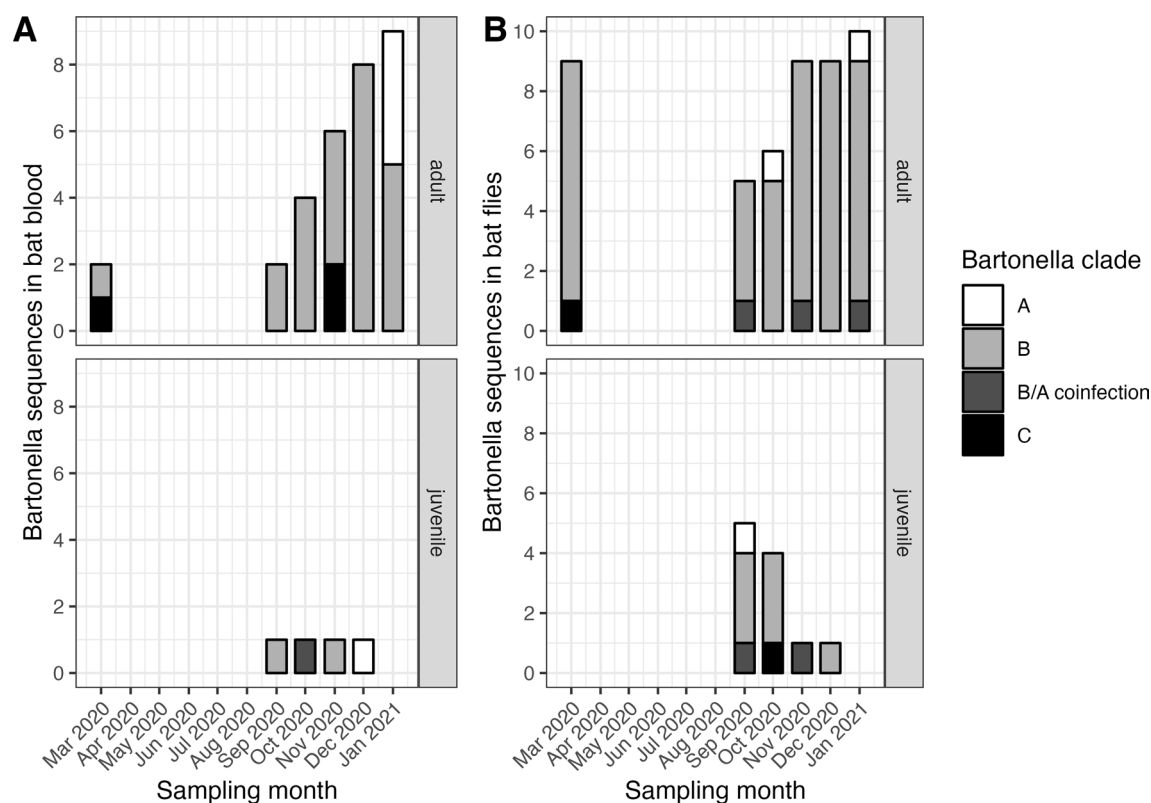 A
Bartonella sequences in bat blood
8
6
4
2
0
adult
8
6
4
2
0
juvenile
Mar 2020
Apr 2020
May 2020
Jun 2020
Jul 2020
Aug 2020
Sep 2020
Oct 2020
Nov 2020
Dec 2020
Jan 2021
Sampling month
B
Bartonella sequences in bat flies
10
8
6
4
2
0
adult
10
8
6
4
2
0
juvenile
Mar 2020
Apr 2020
May 2020
Jun 2020
Jul 2020
Aug 2020
Sep 2020
Oct 2020
Nov 2020
Dec 2020
Jan 2021
Sampling month
Bartonella clade
A
B
B/A coinfection
C